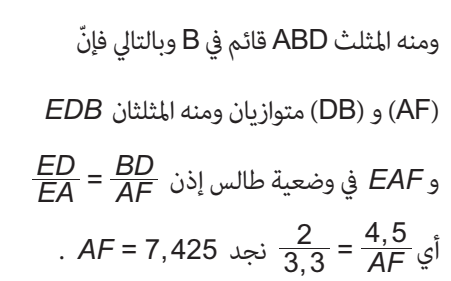 ومنه المثلث ABD قائم في B وبالتالي فإنّ
(AF) و (DB) متوازيان ومنه المثلثان EDB
و EAF في وضعية طالس إذن ED/EA = BD/AF
أي 2/3,3 = 4,5/AF نجد AF = 7,425 .